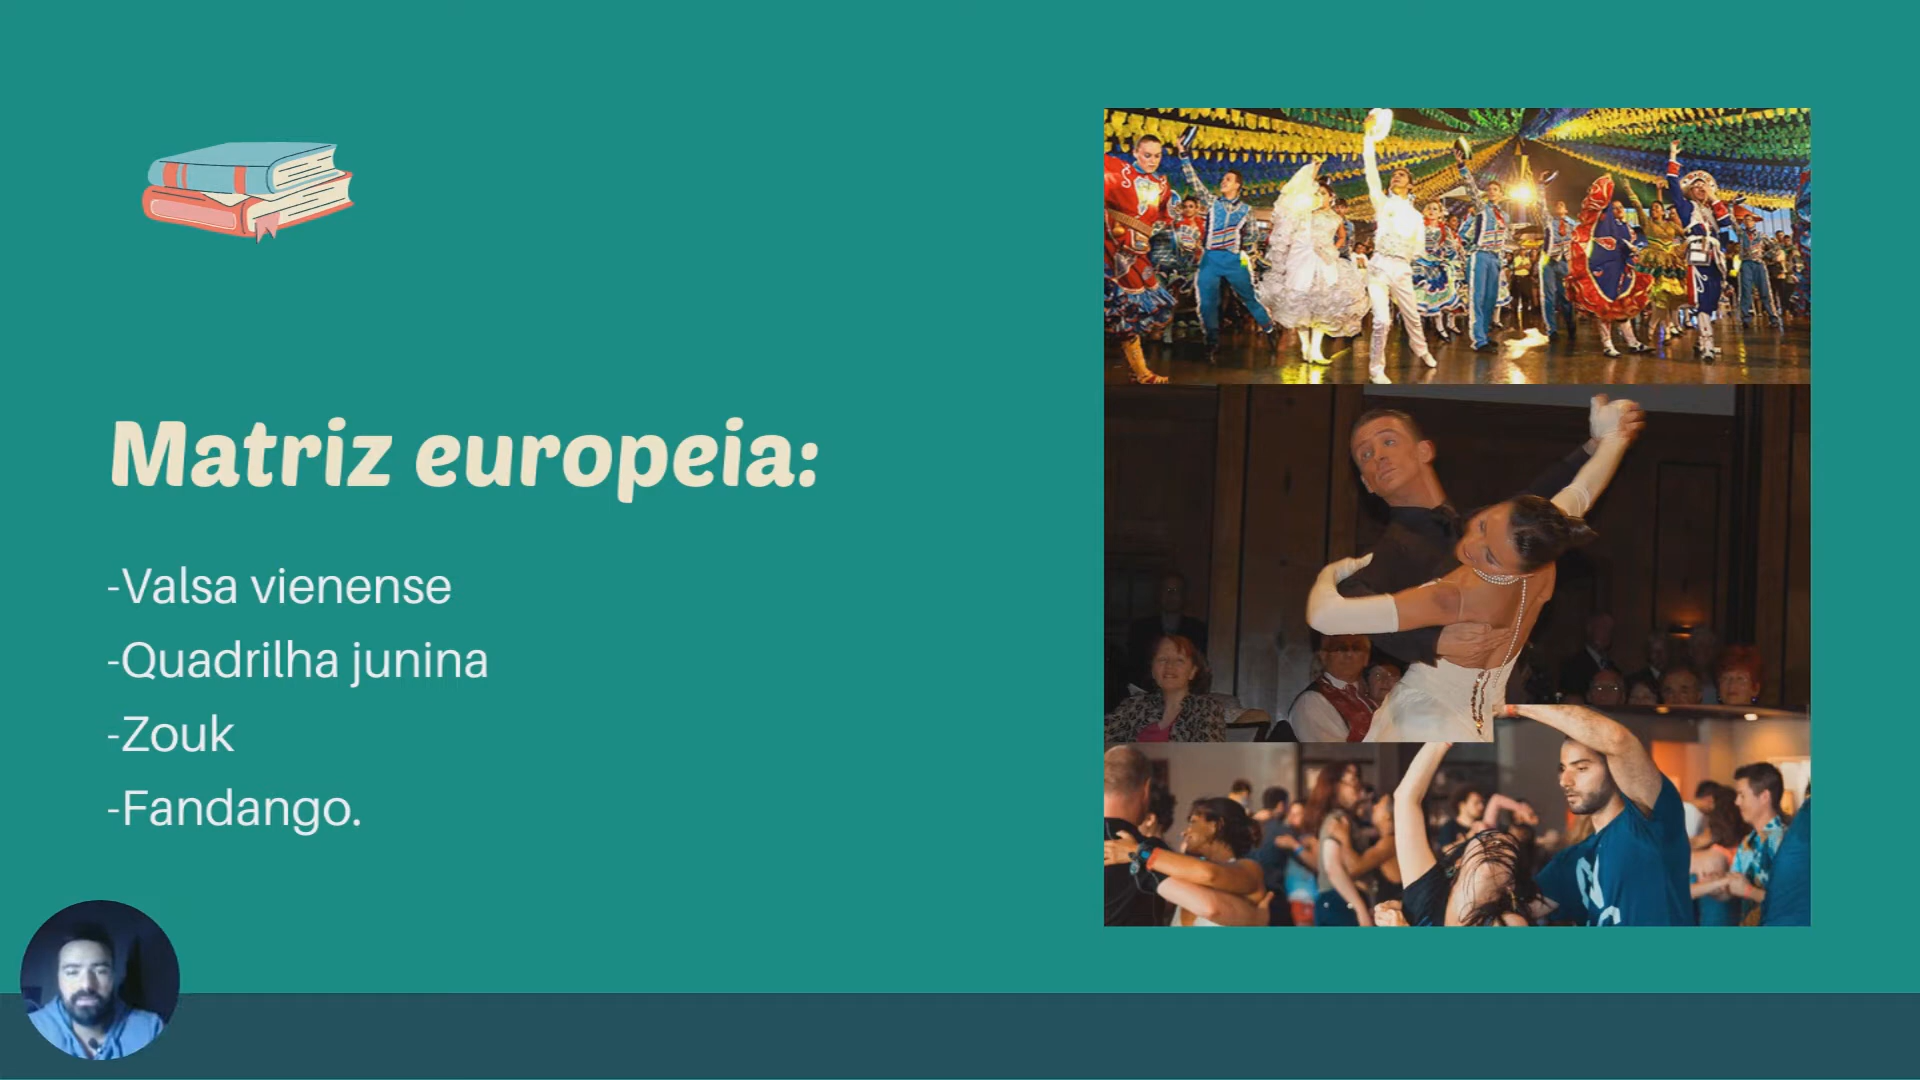 Matriz europeia:
-Valsa vienense
-Quadrilha junina
-Zouk
-Fandango.